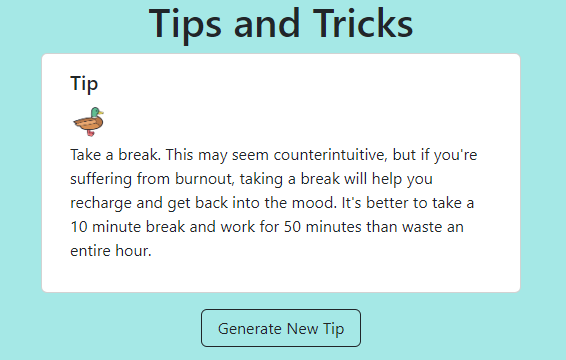 Tips and Tricks
Tip
Take a break. This may seem counterintuitive, but if you're
suffering from burnout, taking a break will help you
recharge and get back into the mood. It's better to take a
10 minute break and work for 50 minutes than waste an
entire hour.
Generate New Tip